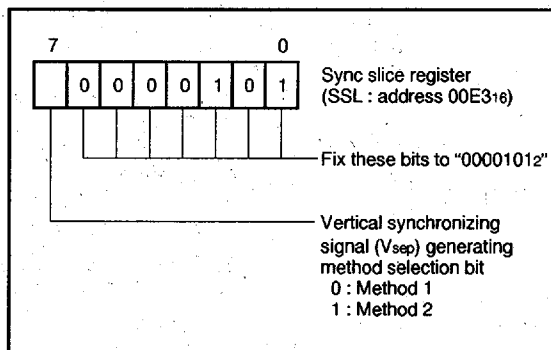 7 0
0 0 0 0 1 0 1
Sync slice register
(SSL : address 00E316)
Fix these bits to “00001012”
Vertical synchronizing
signal (Vsep) generating
method selection bit
0 : Method 1
1 : Method 2